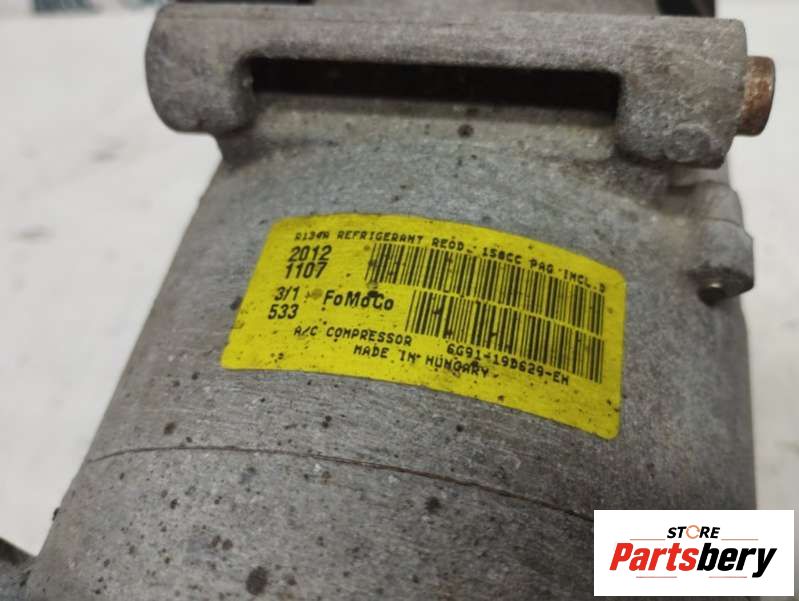 R134A REFRIGERANT REQD. 150CC PAG INCL.D
2012
1107
3/1 FoMoCo
533
A/C COMPRESSOR 6G91-19D629-EH
MADE IN HUNGARY
STORE
Partsbery